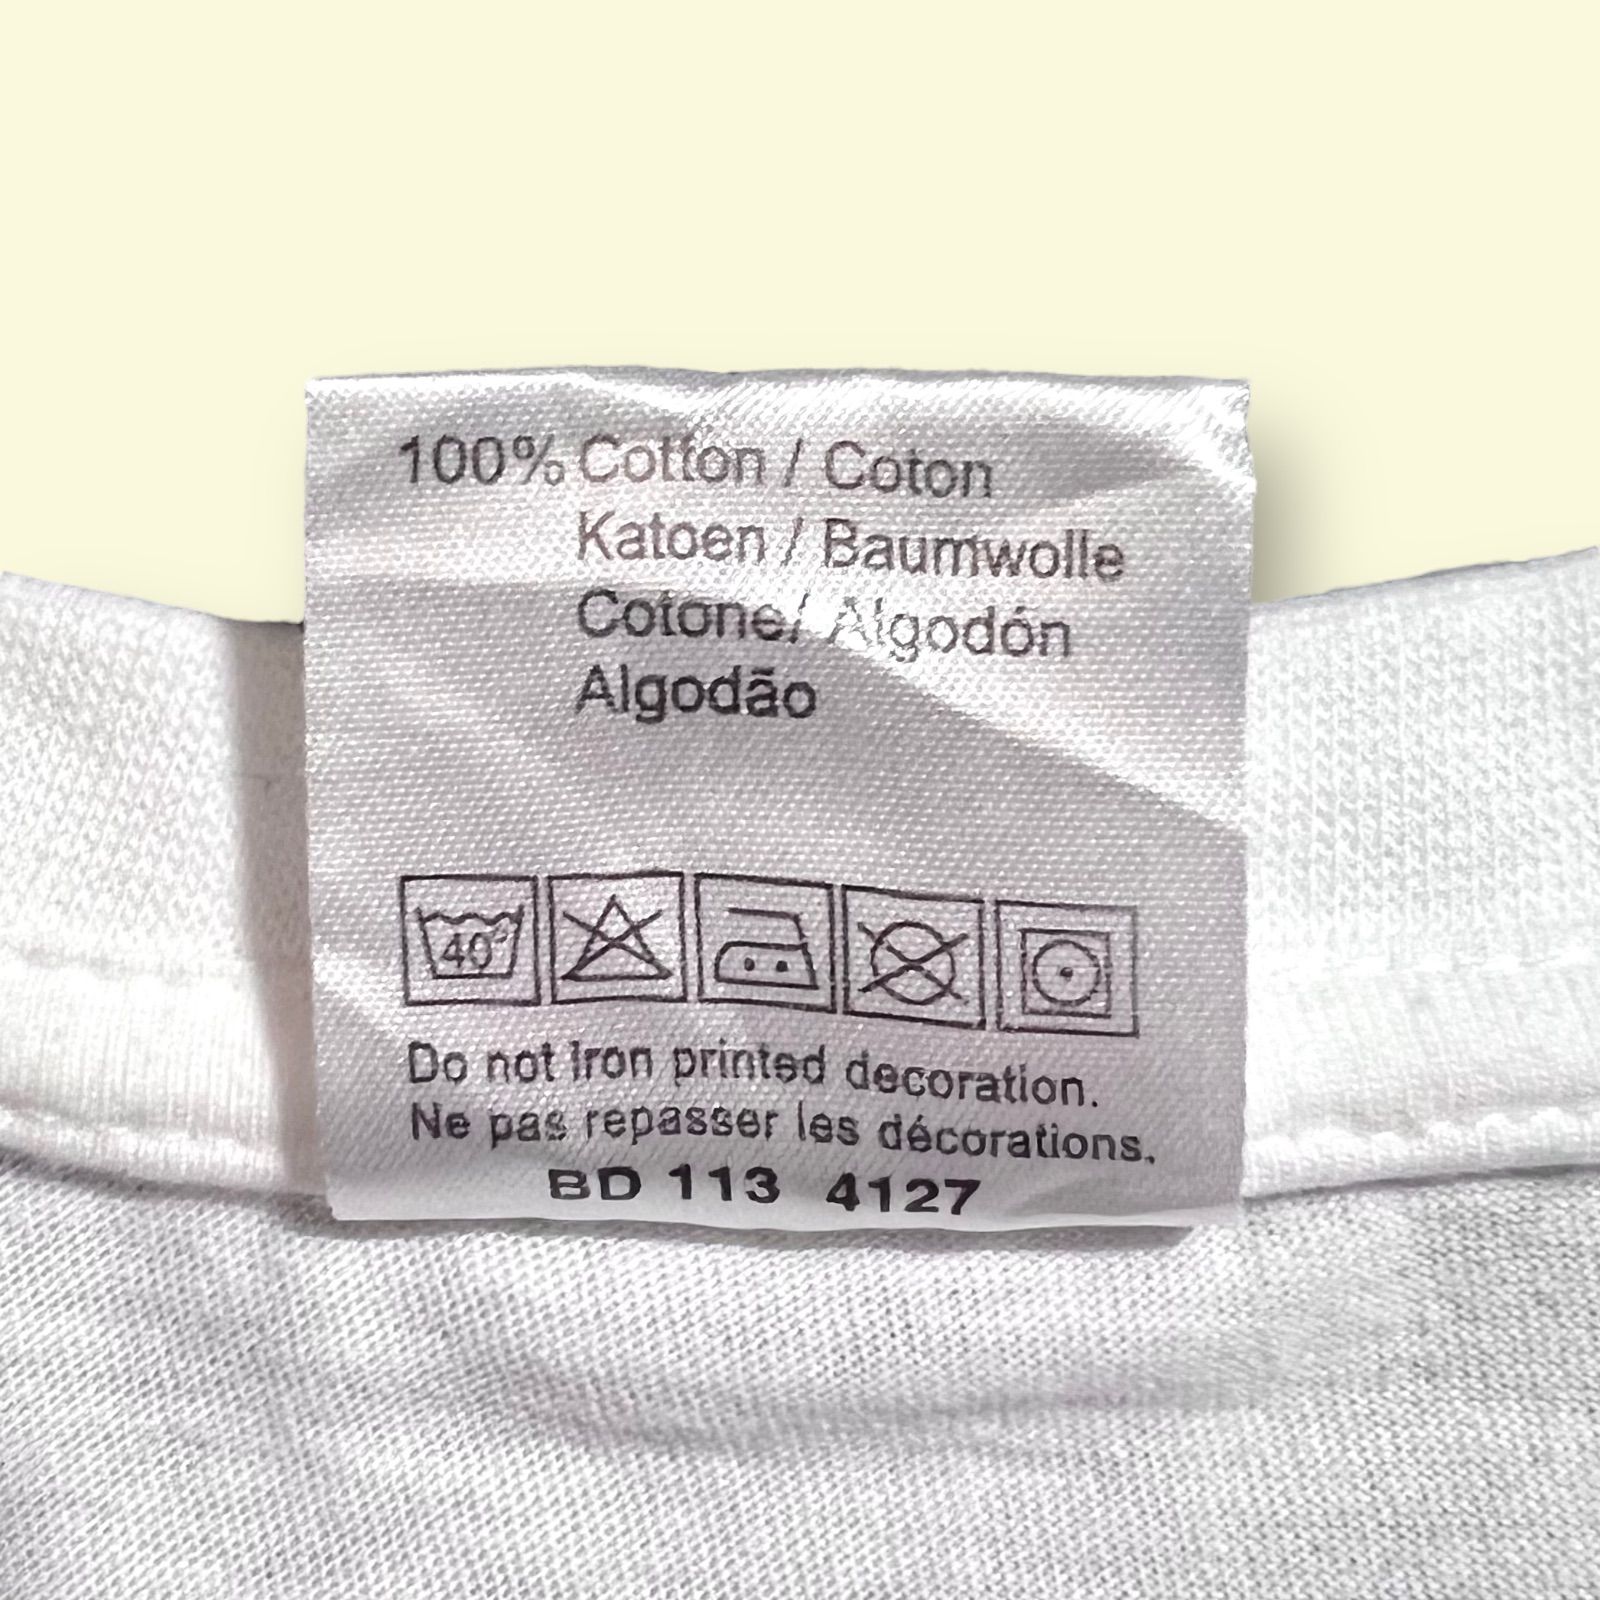 100% Cotton / Coton
Katoen / Baumwolle
Cotone / Algodón
Algodão
40°
Do not iron printed decoration.
Ne pas repasser les décorations.
BD 113 4127